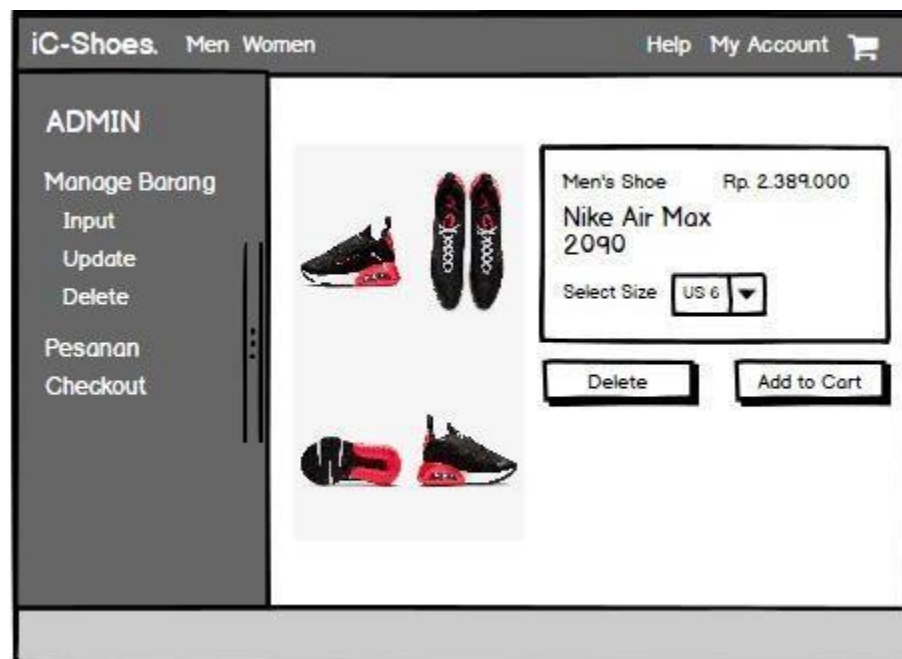 iC-Shoes. Men Women Help My Account
ADMIN
Manage Barang
Input
Update
Delete
Pesanan
Checkout
Men's Shoe Rp. 2.389.000
Nike Air Max
2090
Select Size US 6
Delete Add to Cart